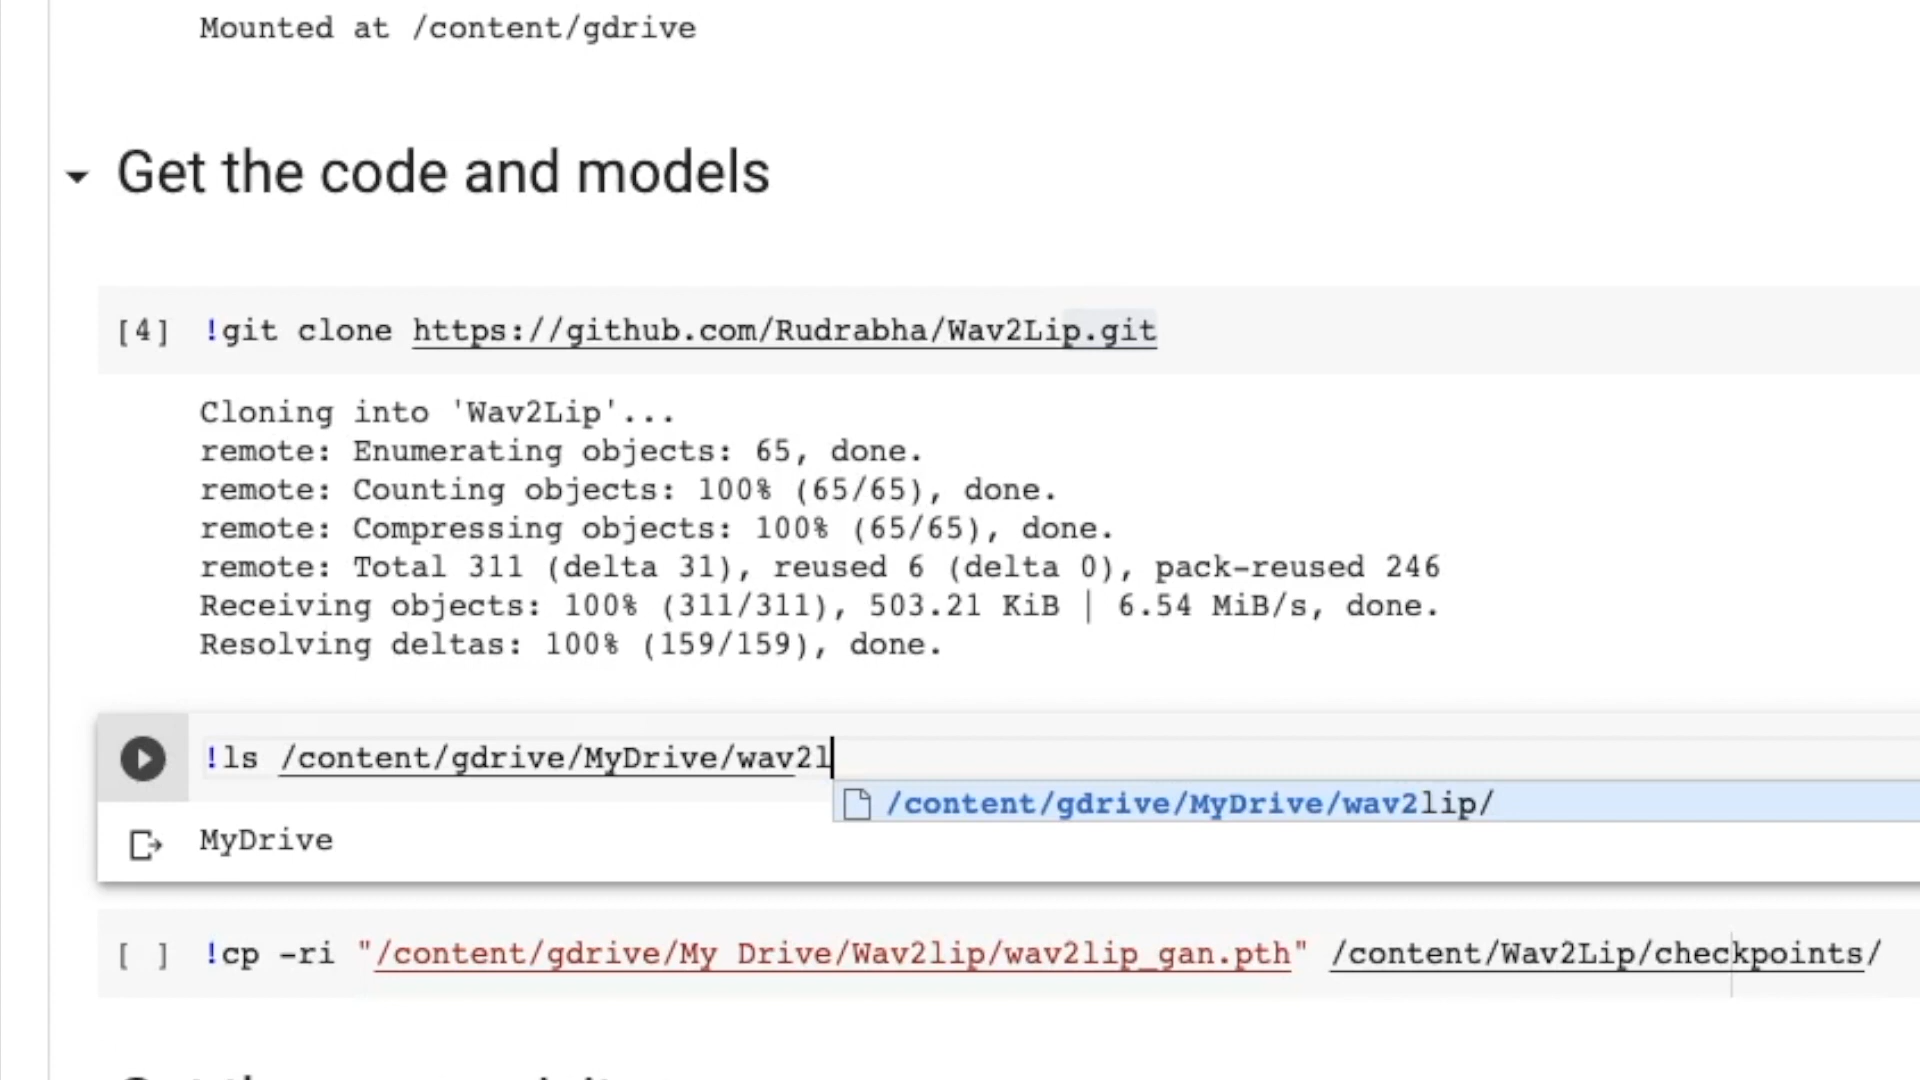 Mounted at /content/gdrive
Get the code and models
[4] !git clone https://github.com/Rudrabha/Wav2Lip.git
Cloning into 'Wav2Lip'...
remote: Enumerating objects: 65, done.
remote: Counting objects: 100% (65/65), done.
remote: Compressing objects: 100% (65/65), done.
remote: Total 311 (delta 31), reused 6 (delta 0), pack-reused 246
Receiving objects: 100% (311/311), 503.21 KiB | 6.54 MiB/s, done.
Resolving deltas: 100% (159/159), done.
!ls /content/gdrive/MyDrive/wav2l
/content/gdrive/MyDrive/wav2lip/
MyDrive
[ ] !cp -ri "/content/gdrive/My Drive/Wav2lip/wav2lip_gan.pth" /content/Wav2Lip/checkpoints/